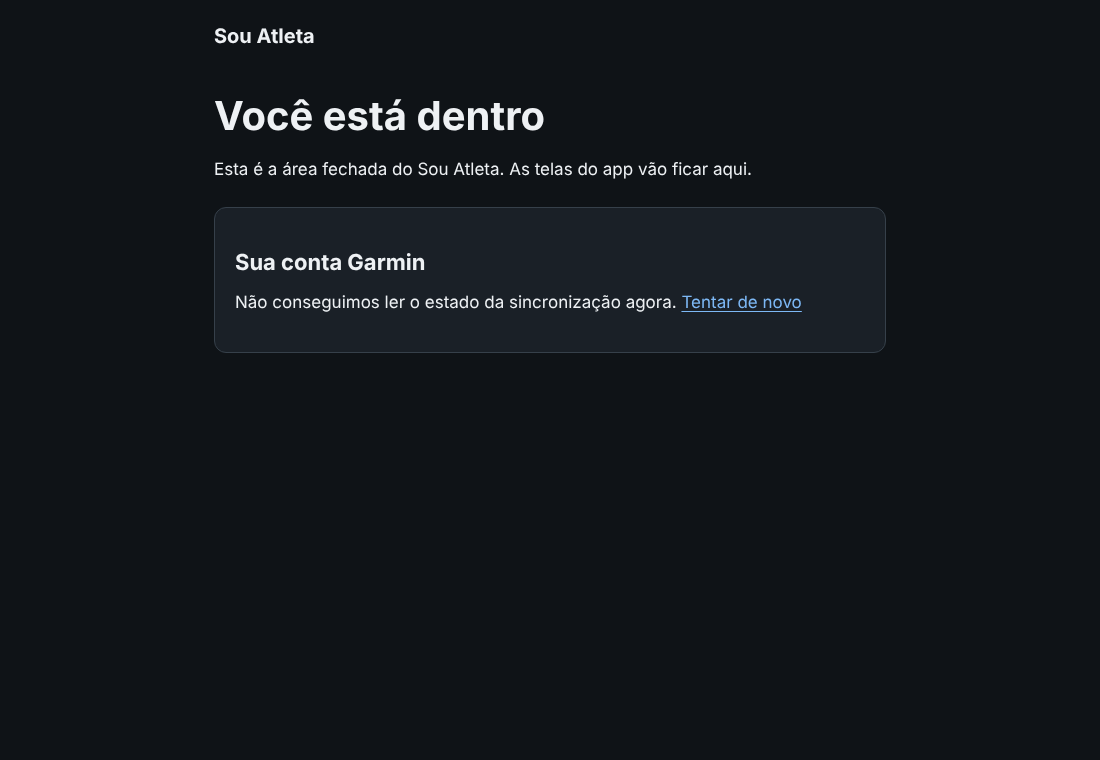 Sou Atleta
Você está dentro
Esta é a área fechada do Sou Atleta. As telas do app vão ficar aqui.
Sua conta Garmin
Não conseguimos ler o estado da sincronização agora. Tentar de novo